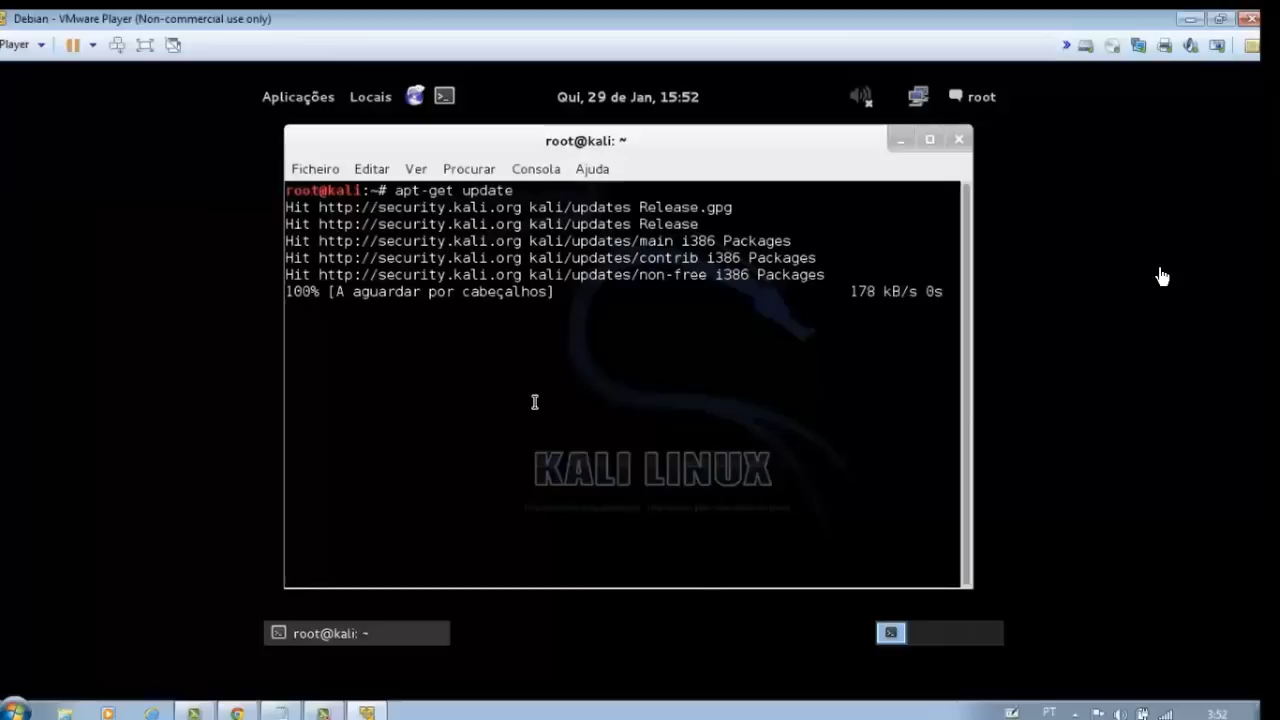 Debian - VMware Player (Non-commercial use only)
Player
Aplicações Locais Qui, 29 de Jan, 15:52 root
root@kali: ~
Ficheiro Editar Ver Procurar Consola Ajuda
root@kali:~# apt-get update
Hit http://security.kali.org kali/updates Release.gpg
Hit http://security.kali.org kali/updates Release
Hit http://security.kali.org kali/updates/main i386 Packages
Hit http://security.kali.org kali/updates/contrib i386 Packages
Hit http://security.kali.org kali/updates/non-free i386 Packages
100% [A aguardar por cabeçalhos] 178 kB/s 0s
KALI LINUX
root@kali: ~
PT 3:52